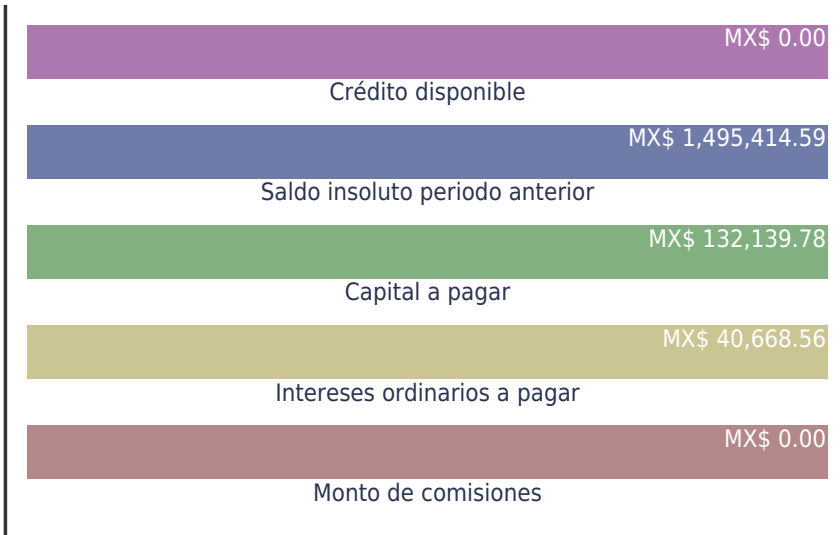 MX$ 0.00
Crédito disponible
MX$ 1,495,414.59
Saldo insoluto periodo anterior
MX$ 132,139.78
Capital a pagar
MX$ 40,668.56
Intereses ordinarios a pagar
MX$ 0.00
Monto de comisiones